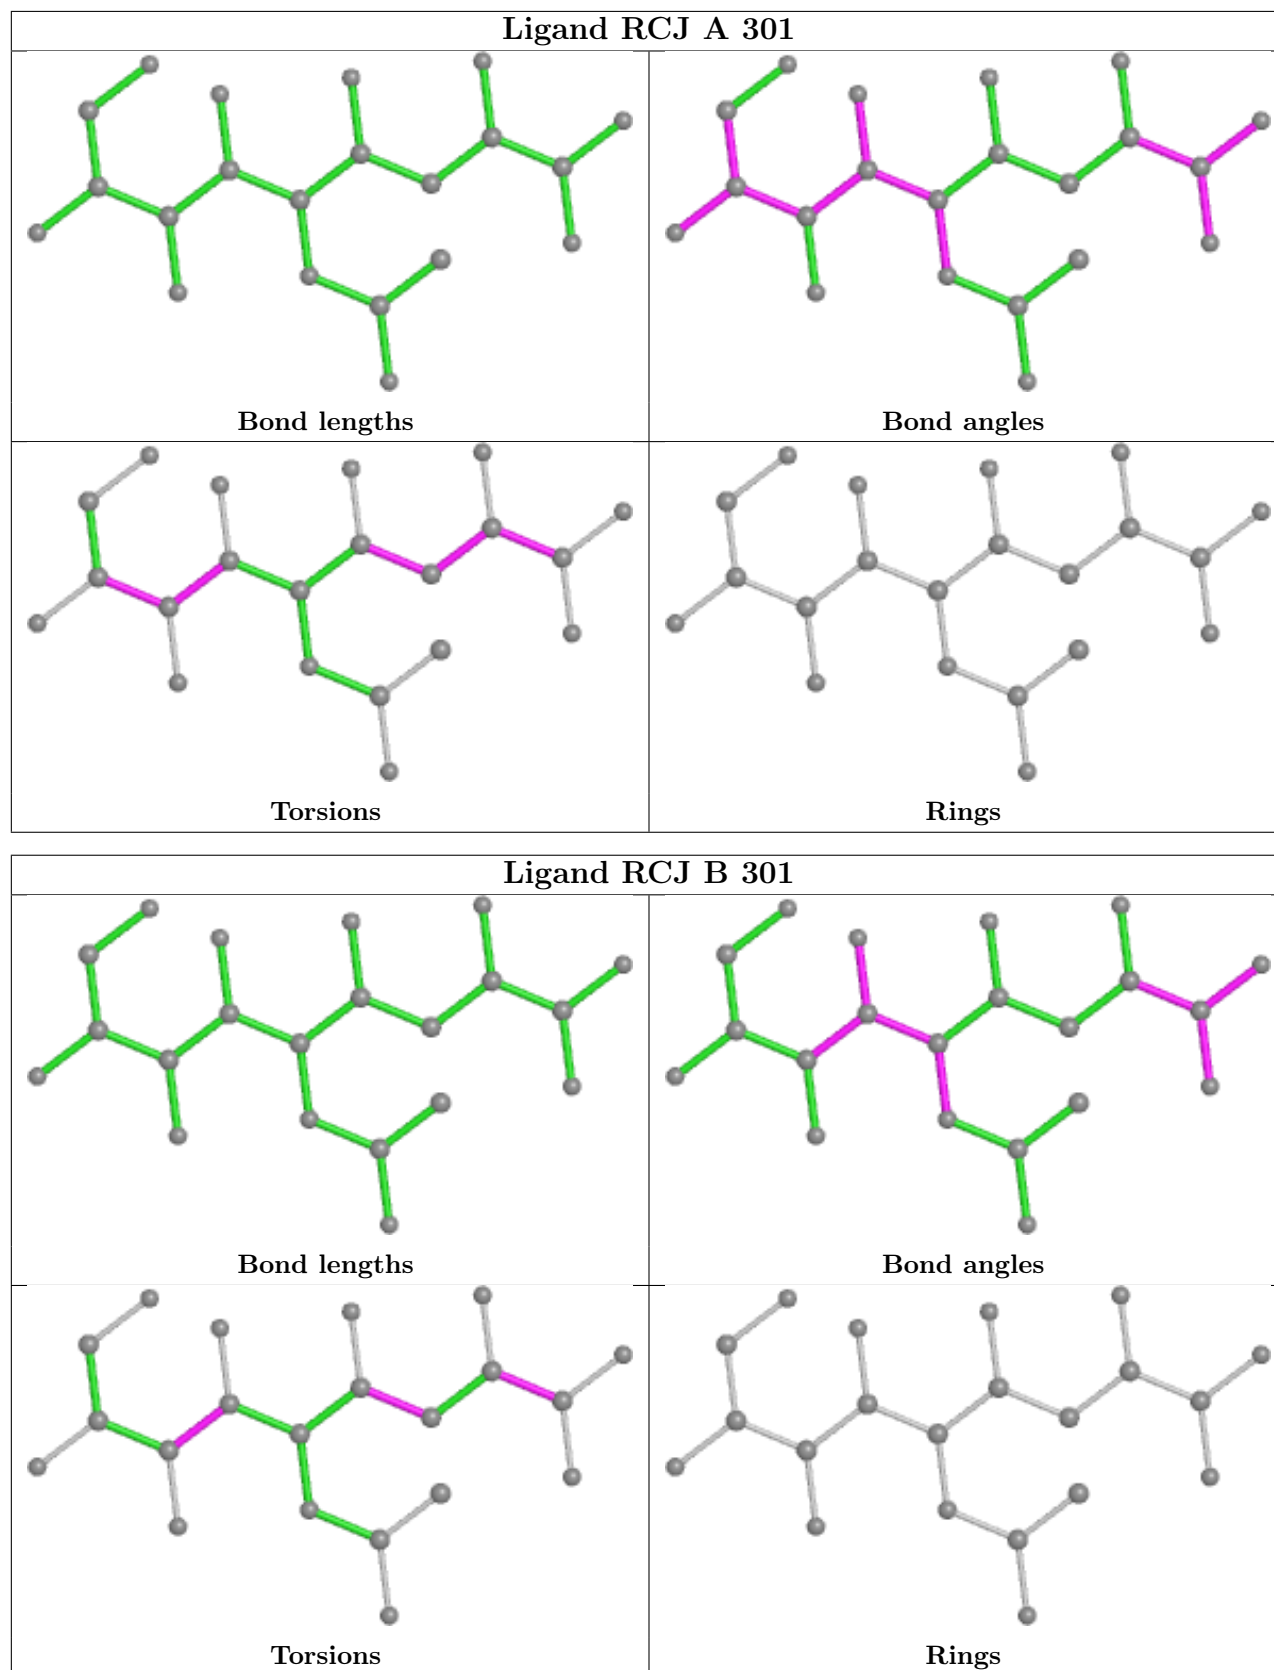 Ligand RCJ A 301
Bond lengths
Bond angles
Torsions
Rings
Ligand RCJ B 301
Bond lengths
Bond angles
Torsions
Rings